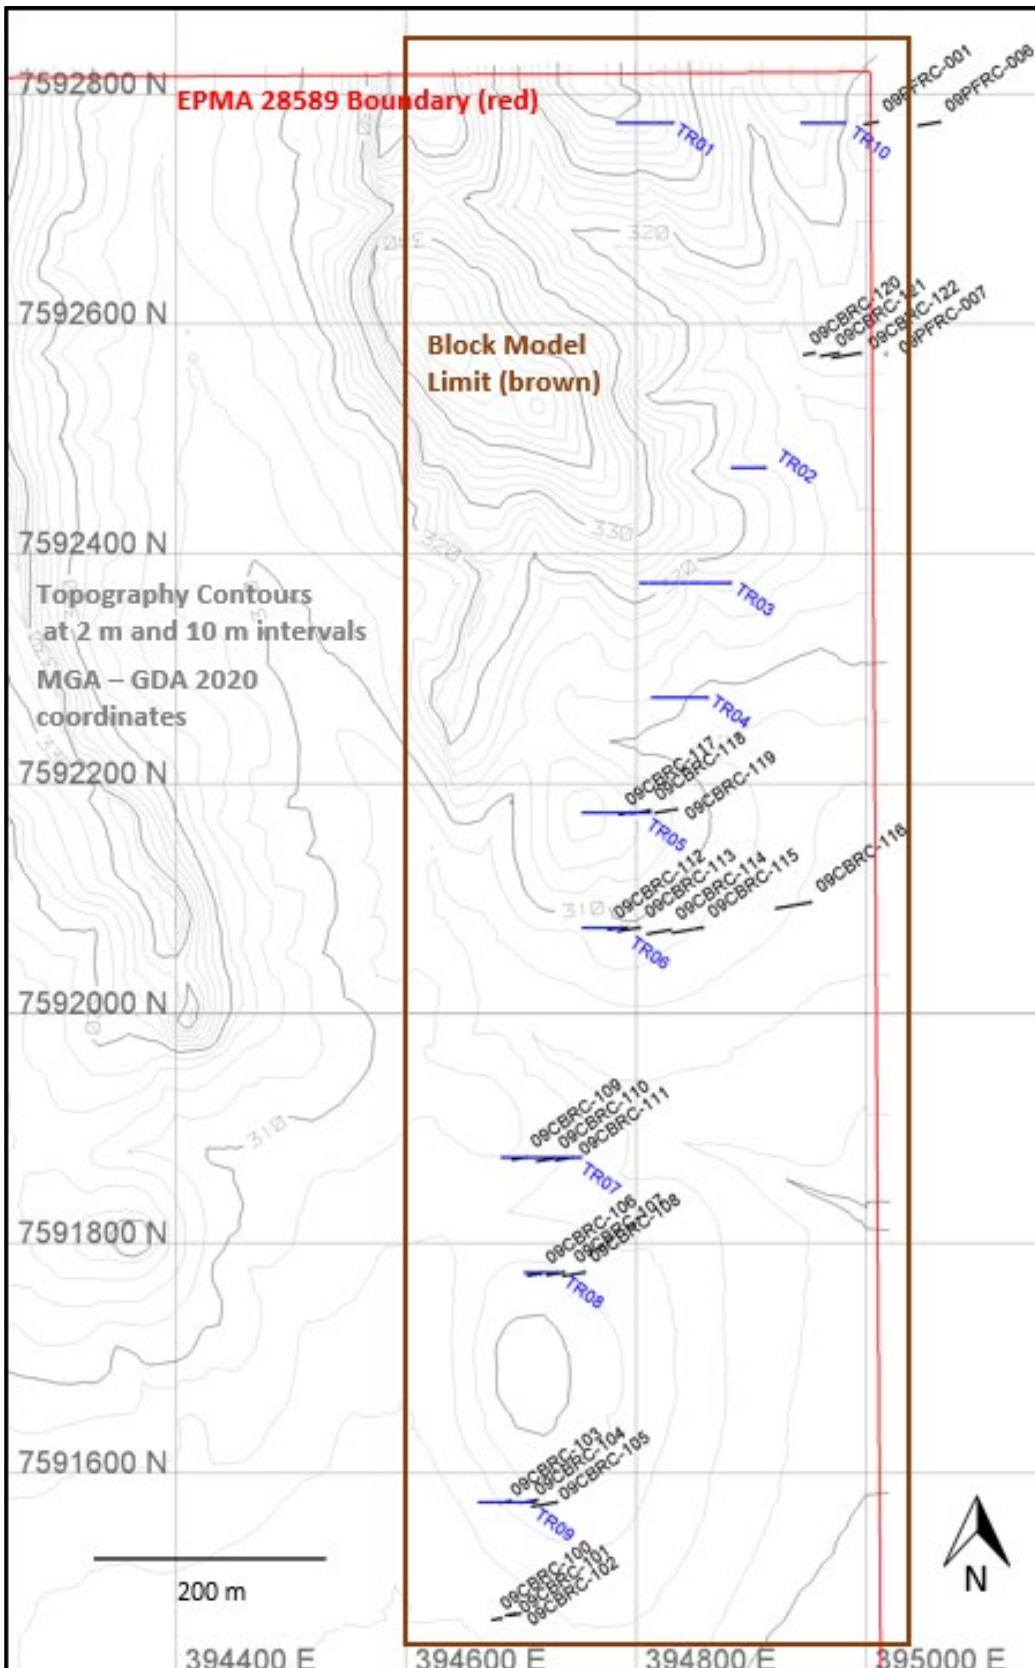 09PFRC-001
09PFRC-006
7592800 N
EPMA 28589 Boundary (red)
TR01
TR10
340
320
7592600 N
09CBRC-120
09CBRC-121
09CBRC-122
09PFRC-007
Block Model
Limit (brown)
TR02
330
320
7592400 N
320
Topography Contours
at 2 m and 10 m intervals
TR03
MGA – GDA 2020
coordinates
TR04
7592200 N
09CBRC-117
09CBRC-118
09CBRC-119
TR05
09CBRC-112
09CBRC-113
09CBRC-114
09CBRC-115
09CBRC-116
310
TR06
7592000 N
310
09CBRC-109
09CBRC-110
09CBRC-111
TR07
7591800 N
09CBRC-106
09CBRC-107
09CBRC-108
TR08
7591600 N
09CBRC-103
09CBRC-104
09CBRC-105
TR09
200 m
09CBRC-100
09CBRC-101
09CBRC-102
N
394400 E
394600 E
394800 E
395000 E